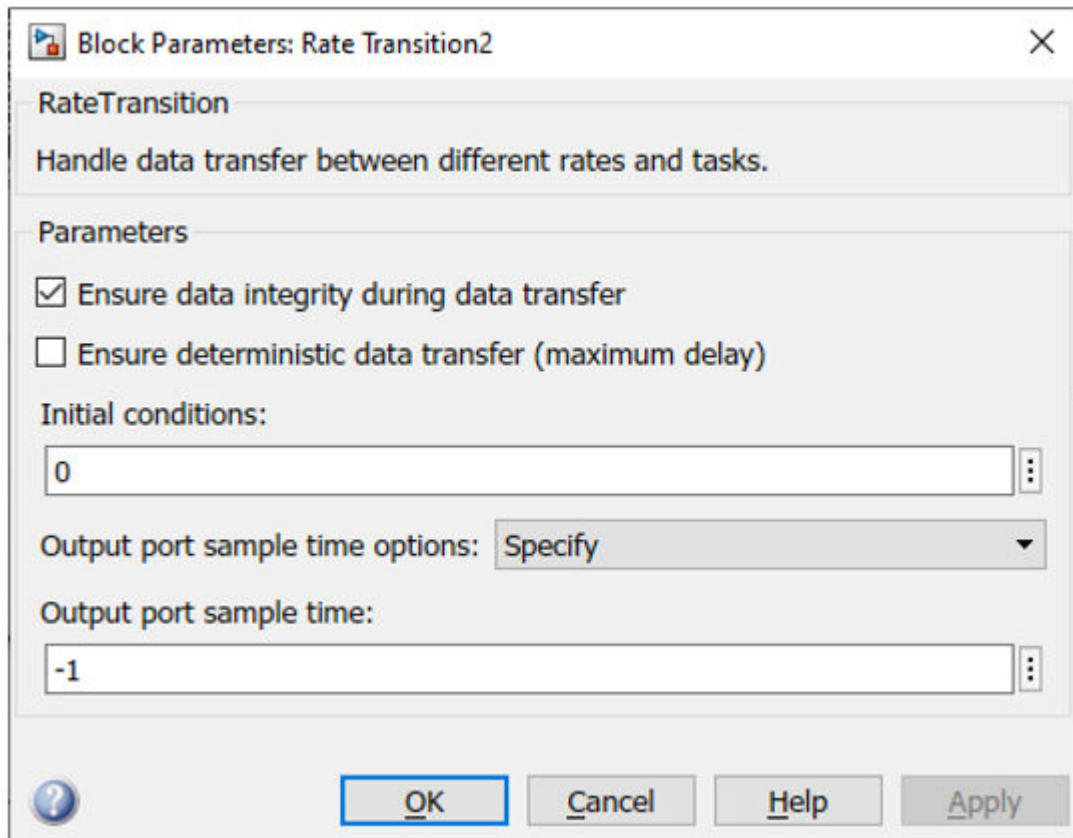 Block Parameters: Rate Transition2
RateTransition
Handle data transfer between different rates and tasks.
Parameters
Ensure data integrity during data transfer
Ensure deterministic data transfer (maximum delay)
Initial conditions:
0
Output port sample time options: Specify
Output port sample time:
-1
? OK Cancel Help Apply